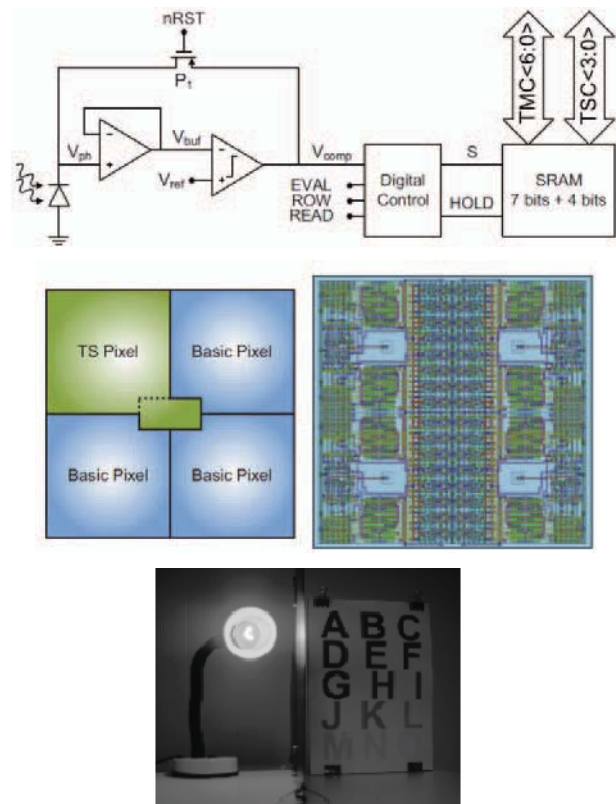 nRST
P1
Vph
Vbuf
Vref
Vcomp
EVAL
ROW
READ
Digital
Control
S
HOLD
SRAM
7 bits + 4 bits
TMC<6:0>
TSC<3:0>
TS Pixel
Basic Pixel
Basic Pixel
Basic Pixel
A B C
D E F
G H I
J K L
M N